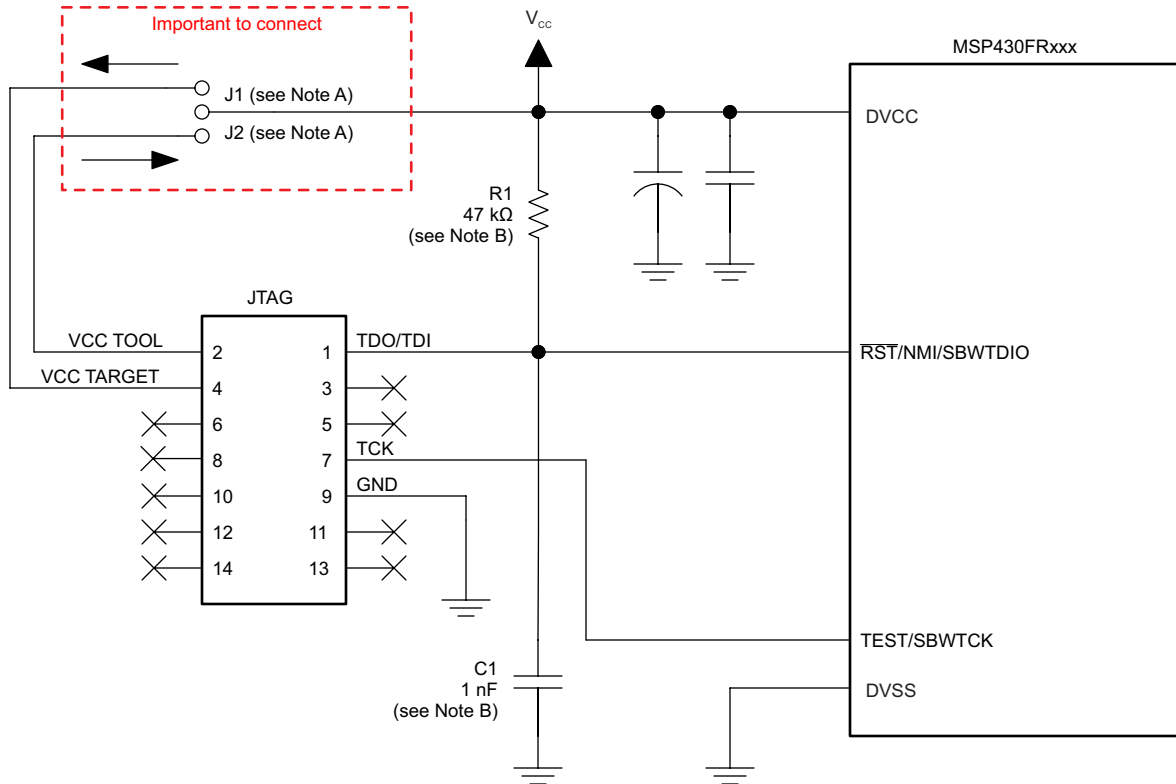 Important to connect
J1 (see Note A)
J2 (see Note A)
VCC
MSP430FRxxx
DVCC
R1
47 kΩ
(see Note B)
JTAG
VCC TOOL
2
1
TDO/TDI
RST/NMI/SBWTDIO
VCC TARGET
4
3
6
5
8
7
TCK
10
9
GND
12
11
14
13
TEST/SBWTCK
C1
1 nF
(see Note B)
DVSS